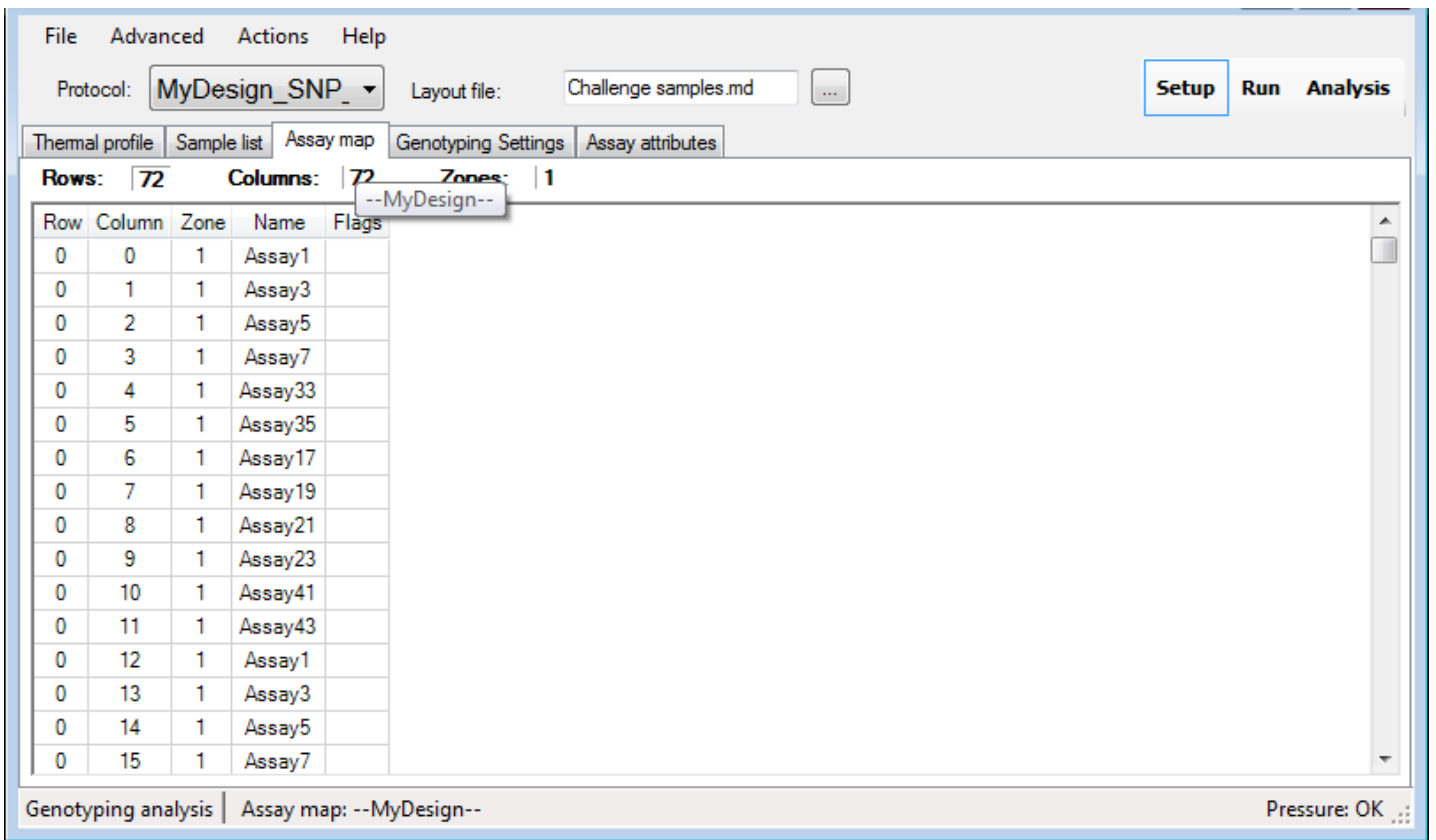 File Advanced Actions Help
Protocol: MyDesign_SNP_ Layout file: Challenge samples.md ... Setup Run Analysis
Thermal profile Sample list Assay map Genotyping Settings Assay attributes
Rows: 72 Columns: 72 Zones: 1
--MyDesign--
Row Column Zone Name Flags
0 0 1 Assay1
0 1 1 Assay3
0 2 1 Assay5
0 3 1 Assay7
0 4 1 Assay33
0 5 1 Assay35
0 6 1 Assay17
0 7 1 Assay19
0 8 1 Assay21
0 9 1 Assay23
0 10 1 Assay41
0 11 1 Assay43
0 12 1 Assay1
0 13 1 Assay3
0 14 1 Assay5
0 15 1 Assay7
Genotyping analysis Assay map: --MyDesign-- Pressure: OK